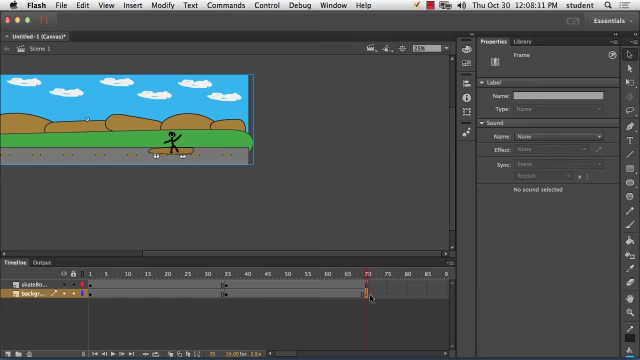 Flash File Edit View Insert Modify Text Commands Control Debug Window Help Thu Oct 30 12:08:11 PM student
Essentials
Untitled-1 (Canvas)*
Scene 1
Properties Library
Frame
Label
Name:
Type: Name
Sound
Name: None
Effect: None
Sync: Event
Repeat x 1
No sound selected
Timeline Output
1 5 10 15 20 25 30 35 40 45 50 55 60 65 70 75 80 85 9
skateBo...
backgr...
70 24.00 fps 2.9 s